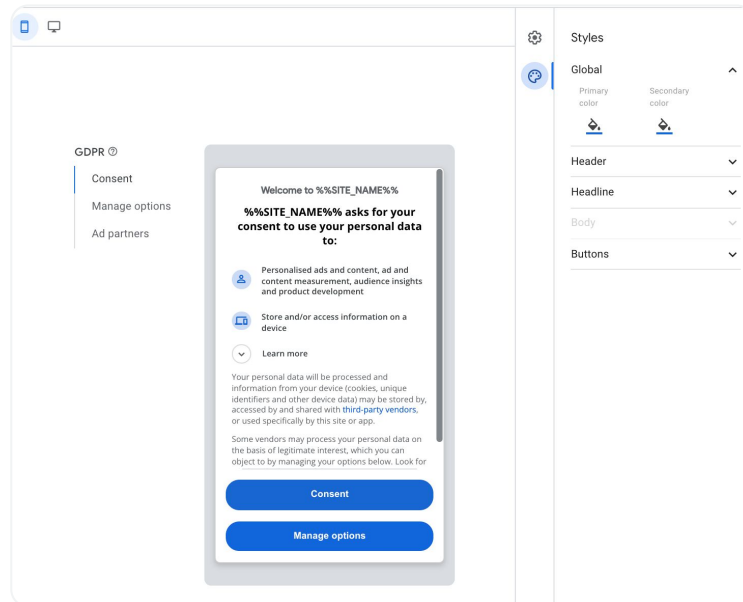 GDPR
Consent
Manage options
Ad partners
Welcome to %%SITE_NAME%%
%%SITE_NAME%% asks for your
consent to use your personal data
to:
Personalised ads and content, ad and
content measurement, audience insights
and product development
Store and/or access information on a
device
Learn more
Your personal data will be processed and
information from your device (cookies, unique
identifiers and other device data) may be stored by,
accessed by and shared with third-party vendors,
or used specifically by this site or app.
Some vendors may process your personal data on
the basis of legitimate interest, which you can
object to by managing your options below. Look for
Consent
Manage options
Styles
Global
Primary
color
Secondary
color
Header
Headline
Body
Buttons